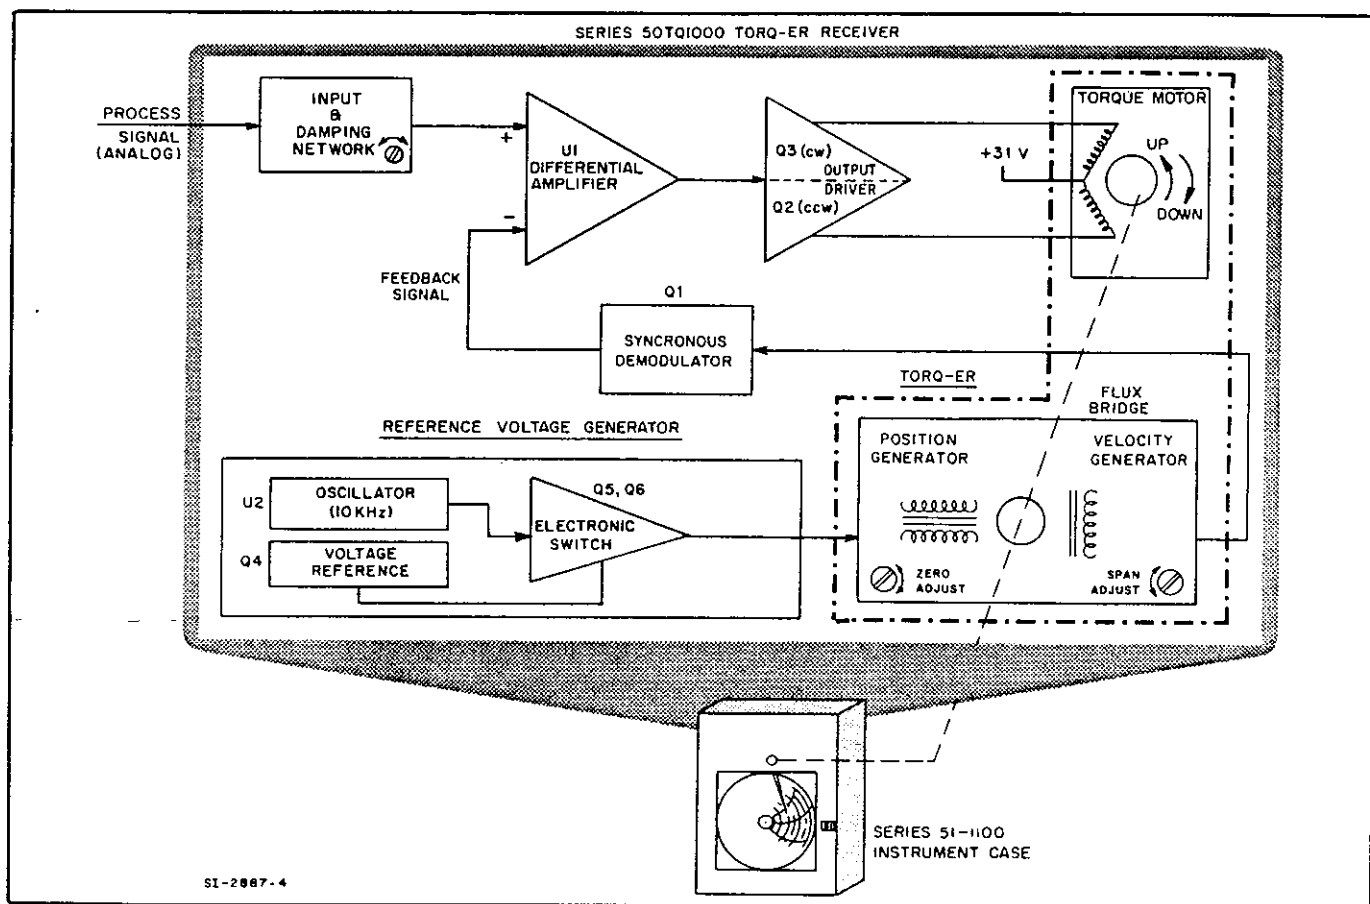 SERIES 50TQ1000 TORQ-ER RECEIVER
PROCESS
SIGNAL
(ANALOG)
INPUT
&
DAMPING
NETWORK
+
-
U1
DIFFERENTIAL
AMPLIFIER
Q3 (CW)
OUTPUT
DRIVER
Q2 (CCW)
+31 V
TORQUE MOTOR
UP
DOWN
FEEDBACK
SIGNAL
Q1
SYNCRONOUS
DEMODULATOR
TORQ-ER
FLUX
BRIDGE
POSITION
GENERATOR
VELOCITY
GENERATOR
ZERO
ADJUST
SPAN
ADJUST
REFERENCE VOLTAGE GENERATOR
U2
OSCILLATOR
(10 KHz)
Q4
VOLTAGE
REFERENCE
Q5, Q6
ELECTRONIC
SWITCH
SERIES 51-1100
INSTRUMENT CASE
SI-2887-4